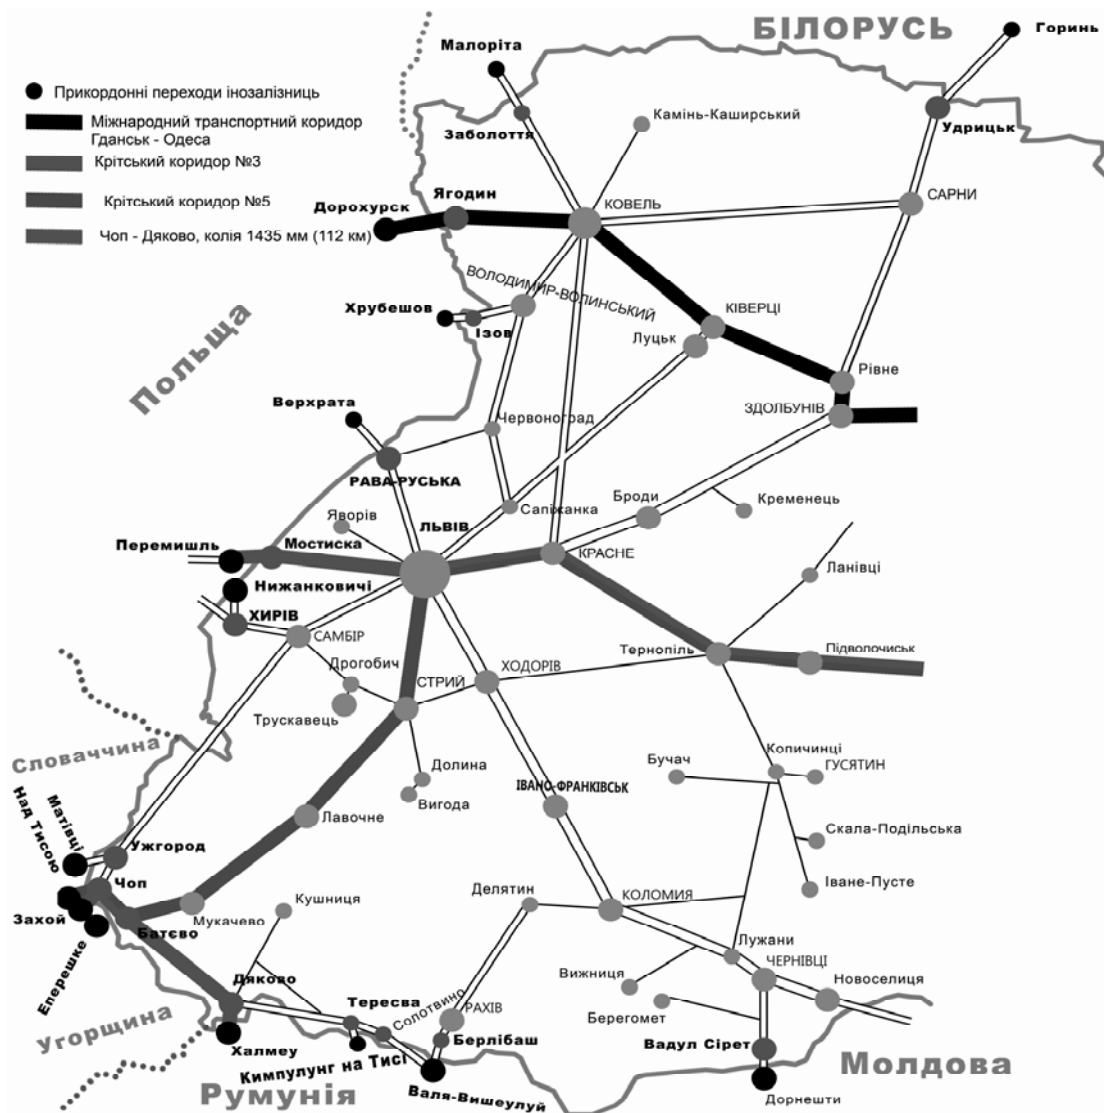 БІЛОРУСЬ
Горинь
Малоріта
Прикордонні переходи інозалізниць
Міжнародний транспортний коридор
Гданськ - Одеса
Камінь-Каширський
Заболоття
Удрицьк
Крітський коридор №3
Крітський коридор №5
Ягодин
КОВЕЛЬ
САРНИ
Дорохурск
Чоп - Дяково, колія 1435 мм (112 км)
ВОЛОДИМИР-ВОЛИНСЬКИЙ
Хрубешов
Ізов
КІВЕРЦІ
Луцьк
Польща
Рівне
Верхрата
ЗДОЛБУНІВ
Червоноград
РАВА-РУСЬКА
Броди
Кременець
Сапіжанка
Яворів
ЛЬВІВ
Перемишль
Мостиска
КРАСНЕ
Ланівці
Нижанковичі
ХИРІВ
САМБІР
Тернопіль
Підволочиськ
Дрогобич
ХОДОРІВ
СТРИЙ
Трускавець
Словаччина
Долина
Бучач
Копичинці
ГУСЯТИН
ІВАНО-ФРАНКІВСЬК
Вигода
Лавочне
Скала-Подільська
Матівці
Над Тисою
Ужгород
Чоп
Делятин
КОЛОМИЯ
Іване-Пусте
Кушниця
Захой
Мукачево
Батєво
Еперешке
Лужани
ЧЕРНІВЦІ
Вижниця
Новоселиця
Дяково
Тересва
Солотвино
РАХІВ
Берегомет
Угорщина
Берлібаш
Вадул Сірет
Халмеу
Кимпулунг на Тисі
Молдова
Румунія
Валя-Вишеулуй
Дорнешти